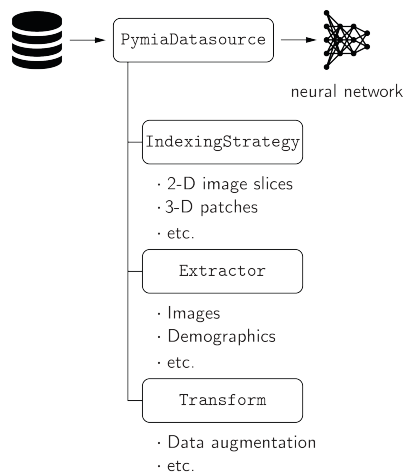 PymiaDatasource
neural network
IndexingStrategy
· 2-D image slices
· 3-D patches
· etc.
Extractor
· Images
· Demographics
· etc.
Transform
· Data augmentation
· etc.